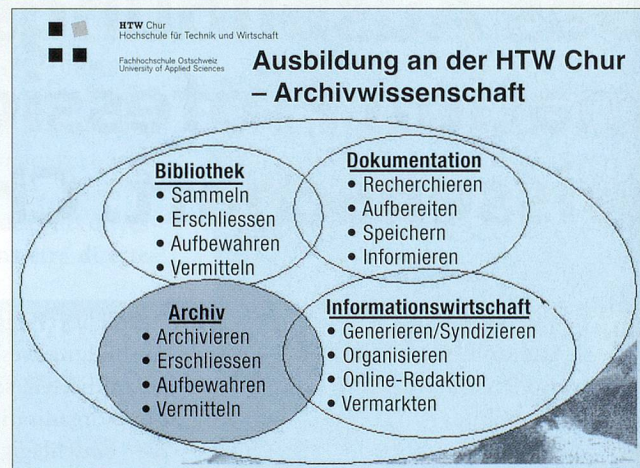 HTW Chur
Hochschule für Technik und Wirtschaft
Fachhochschule Ostschweiz
University of Applied Sciences
Ausbildung an der HTW Chur
– Archivwissenschaft
Bibliothek
• Sammeln
• Erschliessen
• Aufbewahren
• Vermitteln
Dokumentation
• Recherchieren
• Aufbereiten
• Speichern
• Informieren
Archiv
• Archivieren
• Erschliessen
• Aufbewahren
• Vermitteln
Informationswirtschaft
• Generieren/Syndizieren
• Organisieren
• Online-Redaktion
• Vermarkten